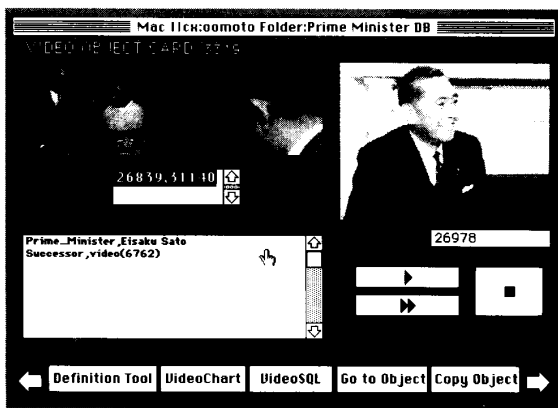 Mac IIcx:oomoto Folder:Prime Minister DB
VIDEO OBJECT CARD
26839,31140
Prime_Minister,Eisaku Sato
Successor,video(6762)
26978
Definition Tool
VideoChart
VideoSQL
Go to Object
Copy Object